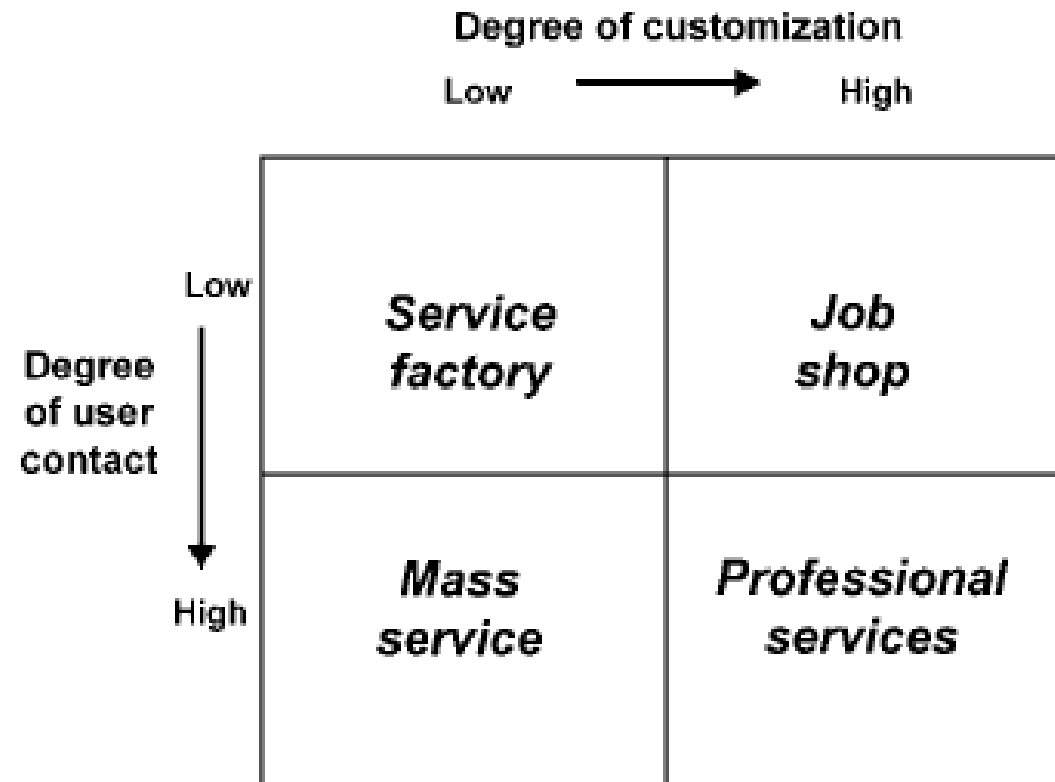 Degree of customization
Low High
Low
Service
factory
Job
shop
Degree
of user
contact
High
Mass
service
Professional
services